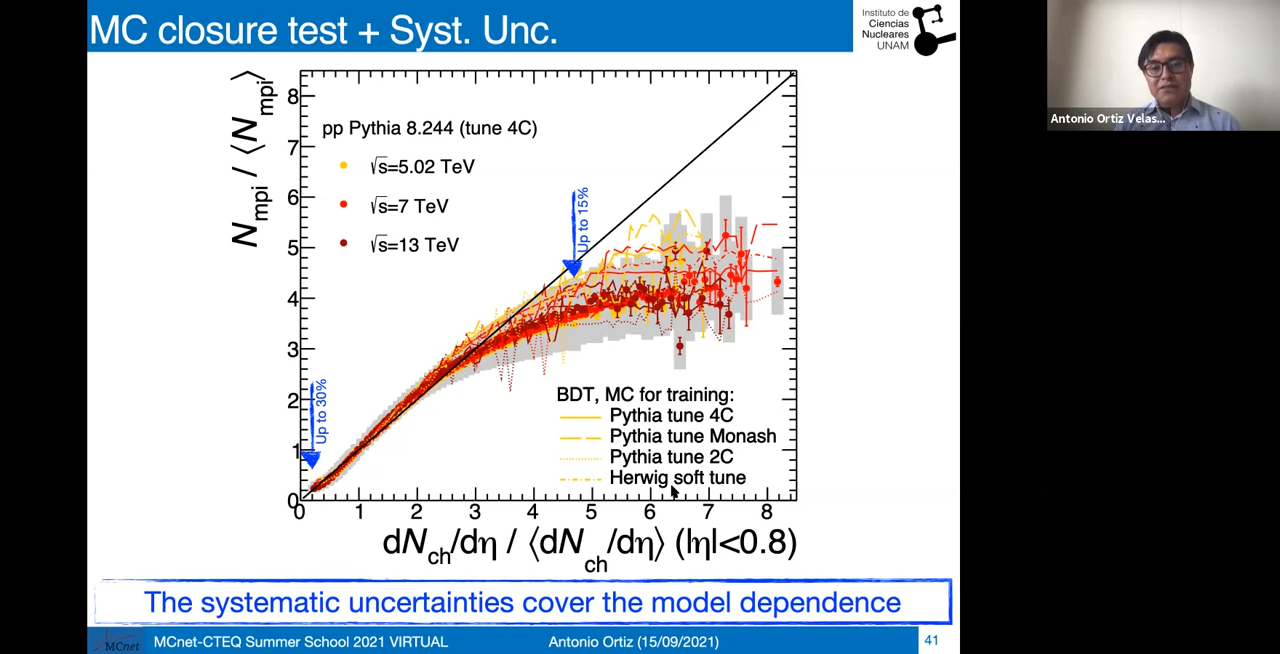 MC closure test + Syst. Unc.
Instituto de
Ciencias
Nucleares
UNAM
Antonio Ortiz Velas...
N_mpi / ⟨N_mpi⟩
8
7
6
5
4
3
2
1
0
pp Pythia 8.244 (tune 4C)
√s=5.02 TeV
√s=7 TeV
√s=13 TeV
Up to 15%
Up to 30%
BDT, MC for training:
Pythia tune 4C
Pythia tune Monash
Pythia tune 2C
Herwig soft tune
0 1 2 3 4 5 6 7 8
dN_ch/dη / ⟨dN_ch/dη⟩ (|η|<0.8)
The systematic uncertainties cover the model dependence
MCnet
MCnet-CTEQ Summer School 2021 VIRTUAL
Antonio Ortiz (15/09/2021)
41